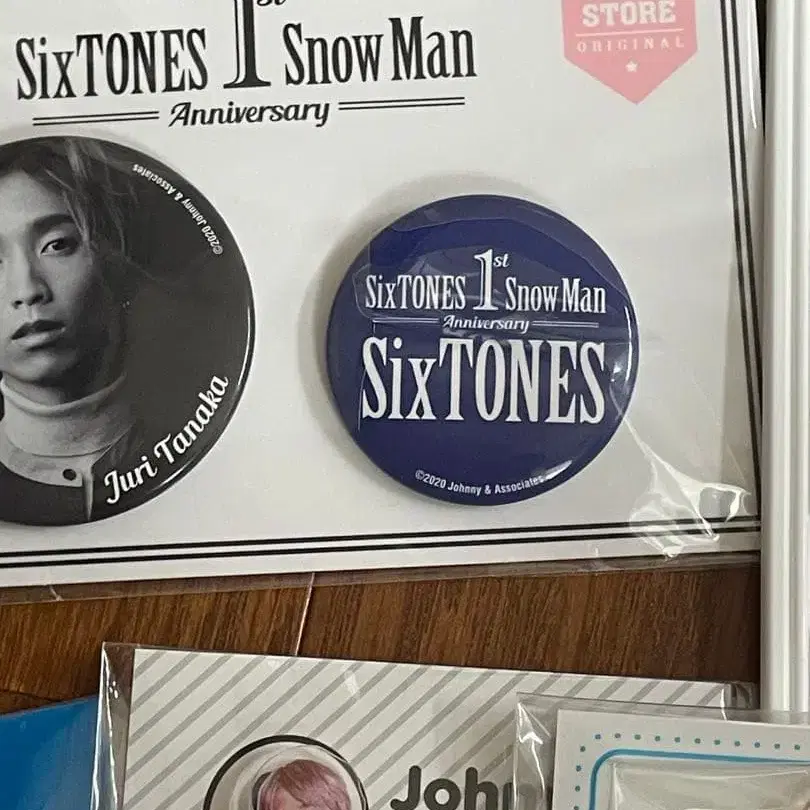 SixTONES 1st Snow Man
Anniversary
STORE
ORIGINAL
©2020 Johnny & Associates
Juri Tanaka
SixTONES 1st Snow Man
Anniversary
SixTONES
©2020 Johnny & Associates
John